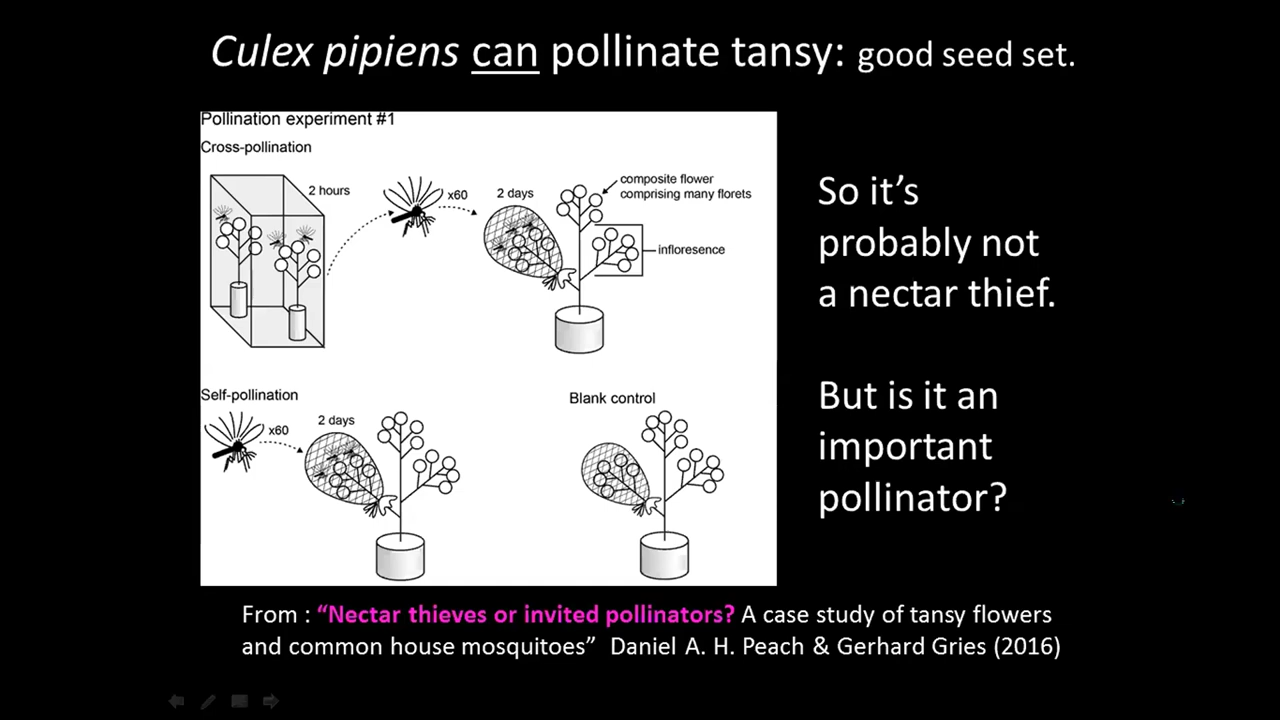 Culex pipiens can pollinate tansy: good seed set.
Pollination experiment #1
Cross-pollination
2 hours
x60
2 days
composite flower
comprising many florets
infloresence
Self-pollination
x60
2 days
Blank control
So it's
probably not
a nectar thief.
But is it an
important
pollinator?
From : “Nectar thieves or invited pollinators? A case study of tansy flowers
and common house mosquitoes” Daniel A. H. Peach & Gerhard Gries (2016)